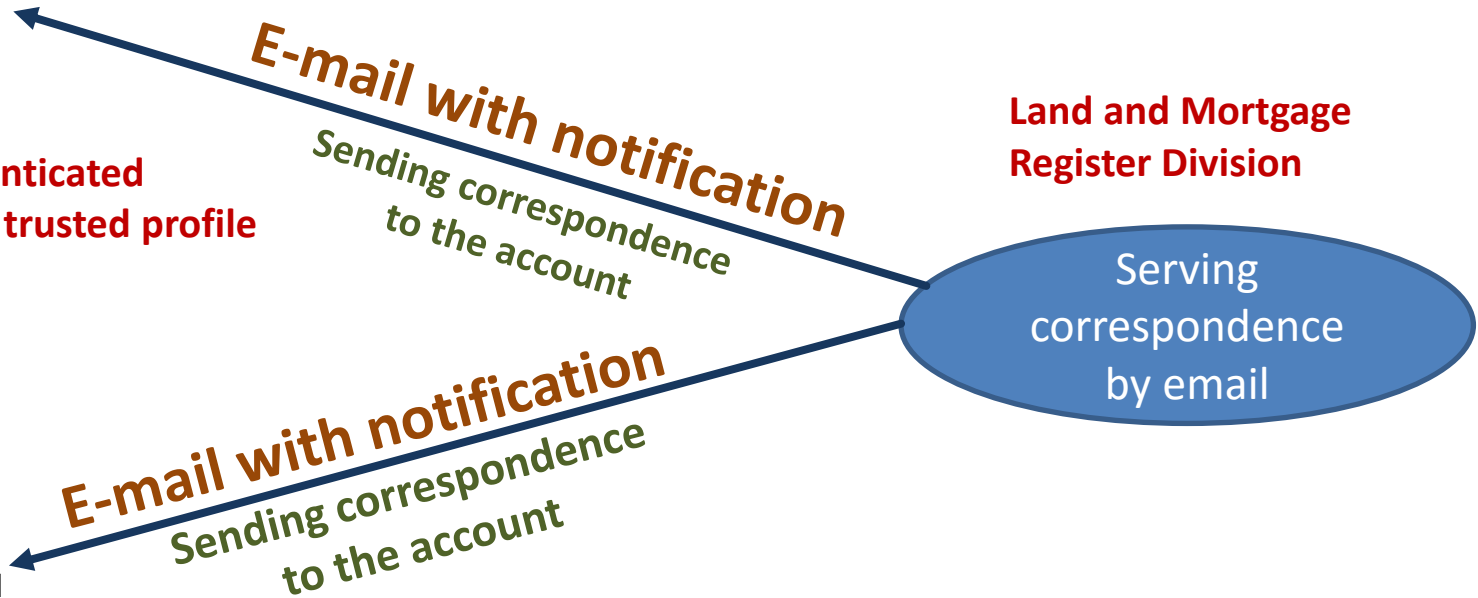 E-mail with notification
Sending correspondence
to the account
Land and Mortgage
Register Division
trusted profile
Serving
correspondence
by email
E-mail with notification
Sending correspondence
to the account